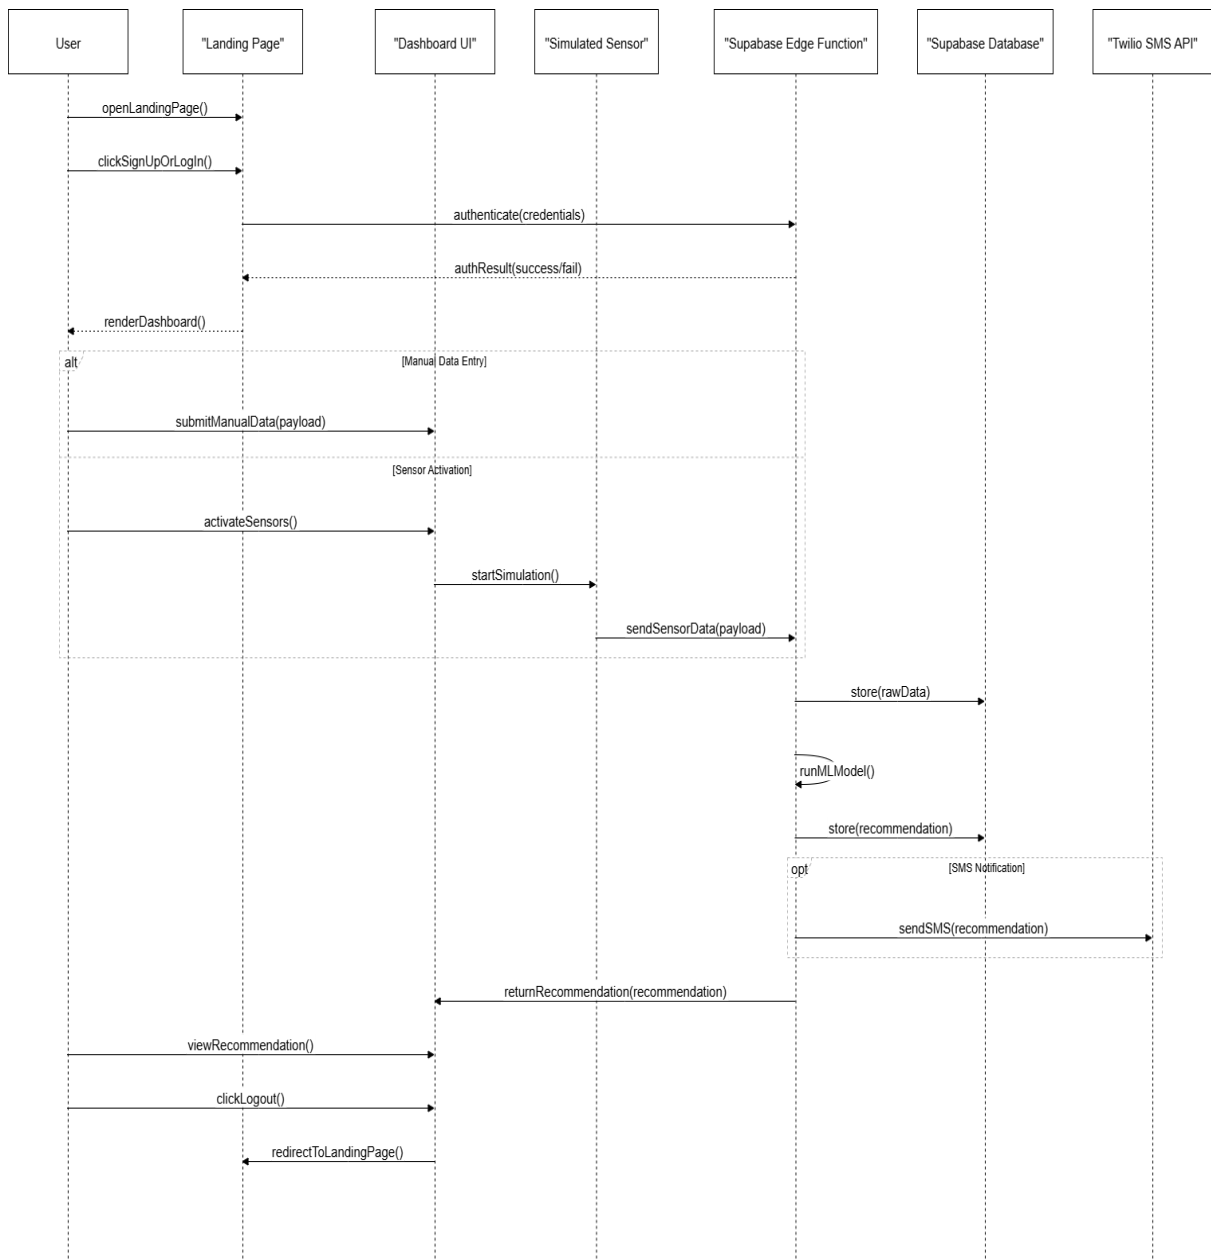 User
"Landing Page"
"Dashboard UI"
"Simulated Sensor"
"Supabase Edge Function"
"Supabase Database"
"Twilio SMS API"
openLandingPage()
clickSignUpOrLogIn()
authenticate(credentials)
authResult(success/fail)
renderDashboard()
alt
[Manual Data Entry]
submitManualData(payload)
[Sensor Activation]
activateSensors()
startSimulation()
sendSensorData(payload)
store(rawData)
runMLModel()
store(recommendation)
opt
[SMS Notification]
sendSMS(recommendation)
returnRecommendation(recommendation)
viewRecommendation()
clickLogout()
redirectToLandingPage()